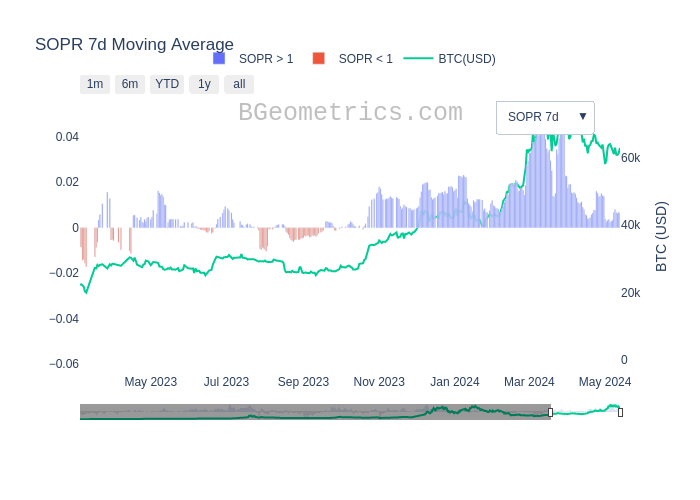 SOPR 7d Moving Average
SOPR > 1 SOPR < 1 BTC(USD)
1m 6m YTD 1y all
BGeometrics.com
SOPR 7d ▼
0.04
0.02
0
−0.02
−0.04
−0.06
60k
40k
20k
0
BTC (USD)
May 2023 Jul 2023 Sep 2023 Nov 2023 Jan 2024 Mar 2024 May 2024